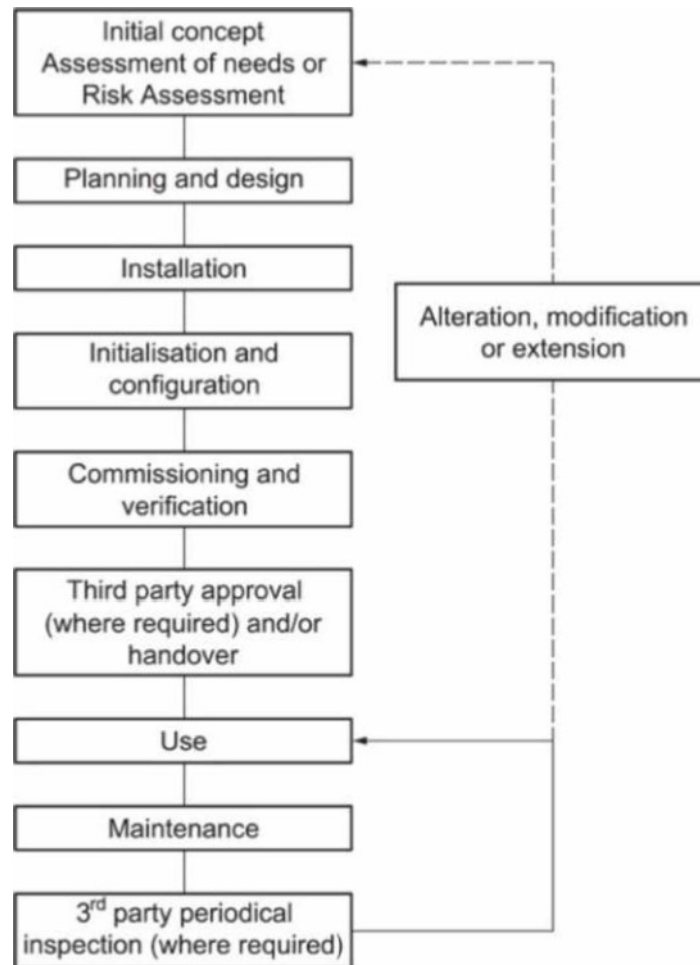 Initial concept
Assessment of needs or
Risk Assessment
Planning and design
Installation
Initialisation and
configuration
Commissioning and
verification
Third party approval
(where required) and/or
handover
Use
Maintenance
3rd party periodical
inspection (where required)
Alteration, modification
or extension